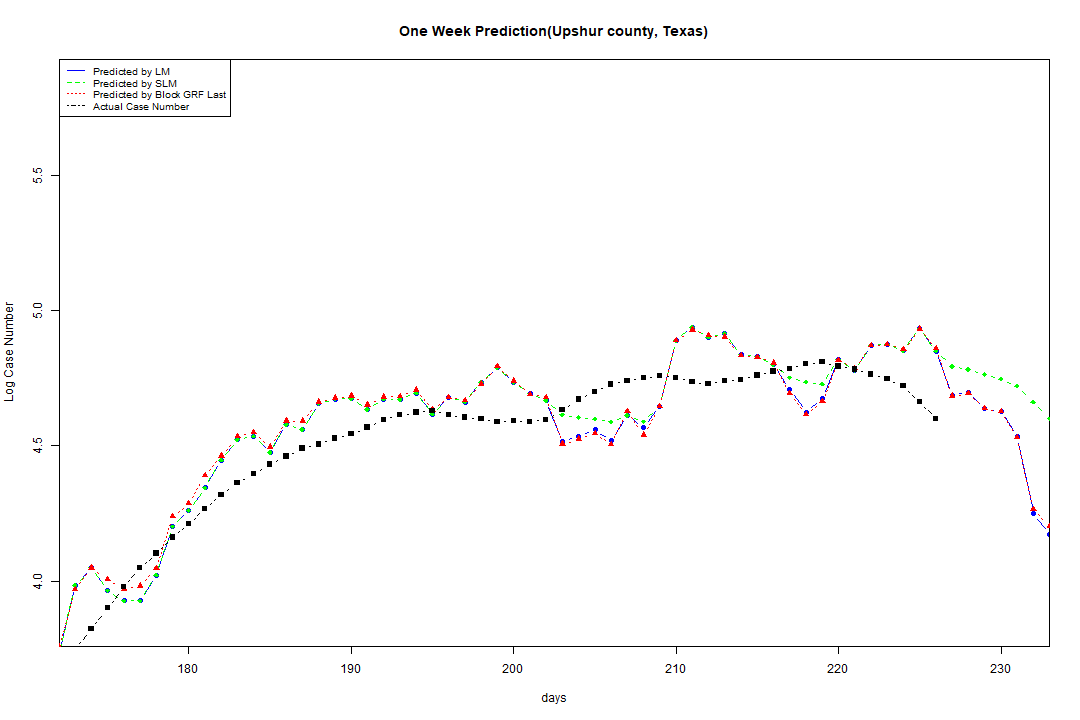 One Week Prediction(Upshur county, Texas)
Predicted by LM
Predicted by SLM
Predicted by Block GRF Last
Actual Case Number
5.5
5.0
4.5
4.0
Log Case Number
180 190 200 210 220 230
days